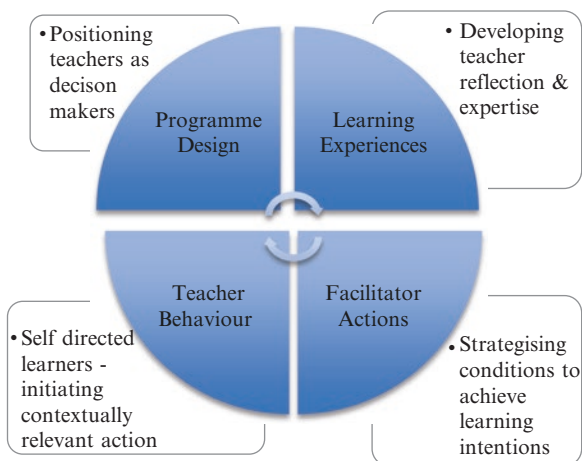 • Positioning
teachers as
decison
makers
Programme
Design
Learning
Experiences
• Developing
teacher
reflection &
expertise
Teacher
Behaviour
Facilitator
Actions
• Self directed
learners -
initiating
contextually
relevant action
• Strategising
conditions to
achieve
learning
intentions